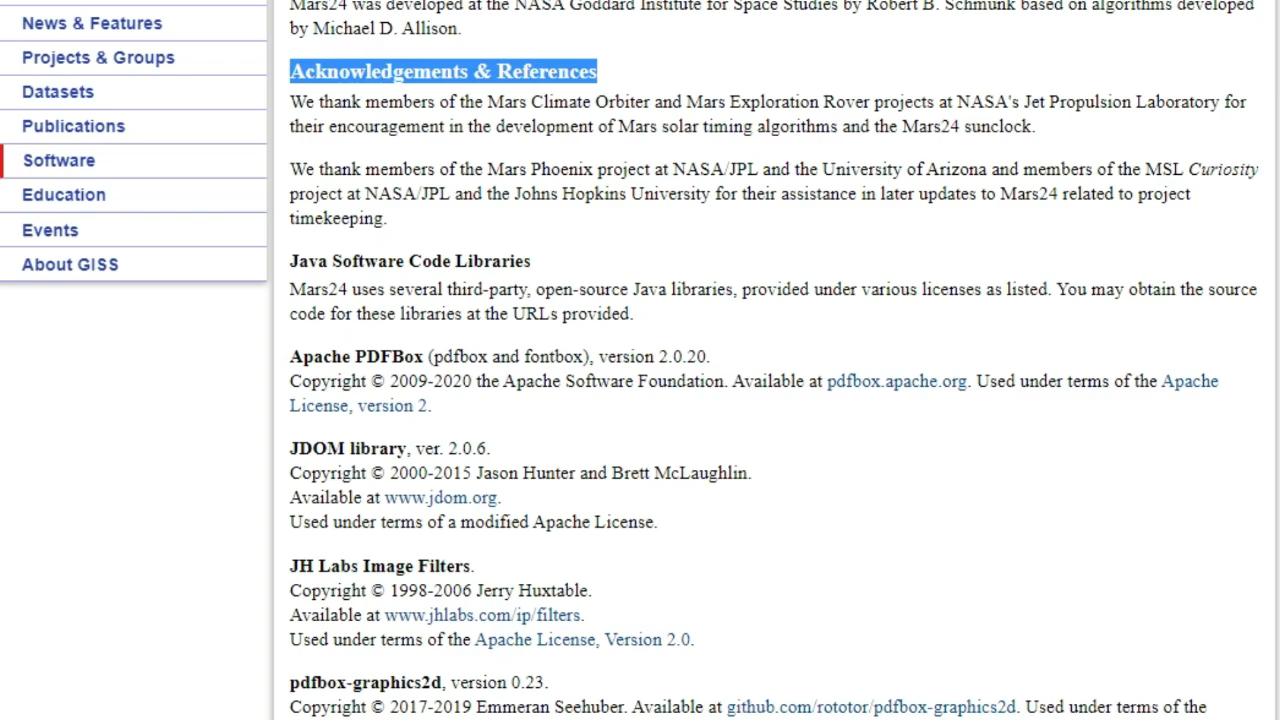 News & Features
Projects & Groups
Datasets
Publications
Software
Education
Events
About GISS
Mars24 was developed at the NASA Goddard Institute for Space Studies by Robert B. Schmunk based on algorithms developed
by Michael D. Allison.
Acknowledgements & References
We thank members of the Mars Climate Orbiter and Mars Exploration Rover projects at NASA's Jet Propulsion Laboratory for
their encouragement in the development of Mars solar timing algorithms and the Mars24 sunclock.
We thank members of the Mars Phoenix project at NASA/JPL and the University of Arizona and members of the MSL Curiosity
project at NASA/JPL and the Johns Hopkins University for their assistance in later updates to Mars24 related to project
timekeeping.
Java Software Code Libraries
Mars24 uses several third-party, open-source Java libraries, provided under various licenses as listed. You may obtain the source
code for these libraries at the URLs provided.
Apache PDFBox (pdfbox and fontbox), version 2.0.20.
Copyright © 2009-2020 the Apache Software Foundation. Available at pdfbox.apache.org. Used under terms of the Apache
License, version 2.
JDOM library, ver. 2.0.6.
Copyright © 2000-2015 Jason Hunter and Brett McLaughlin.
Available at www.jdom.org.
Used under terms of a modified Apache License.
JH Labs Image Filters.
Copyright © 1998-2006 Jerry Huxtable.
Available at www.jhlabs.com/ip/filters.
Used under terms of the Apache License, Version 2.0.
pdfbox-graphics2d, version 0.23.
Copyright © 2017-2019 Emmeran Seehuber. Available at github.com/rototor/pdfbox-graphics2d. Used under terms of the